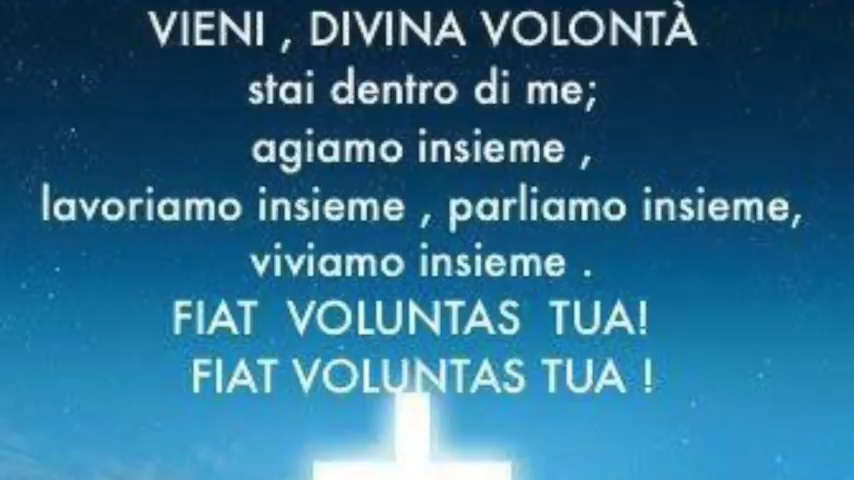 VIENI , DIVINA VOLONTÀ
stai dentro di me;
agiamo insieme ,
lavoriamo insieme , parliamo insieme,
viviamo insieme .
FIAT VOLUNTAS TUA!
FIAT VOLUNTAS TUA !